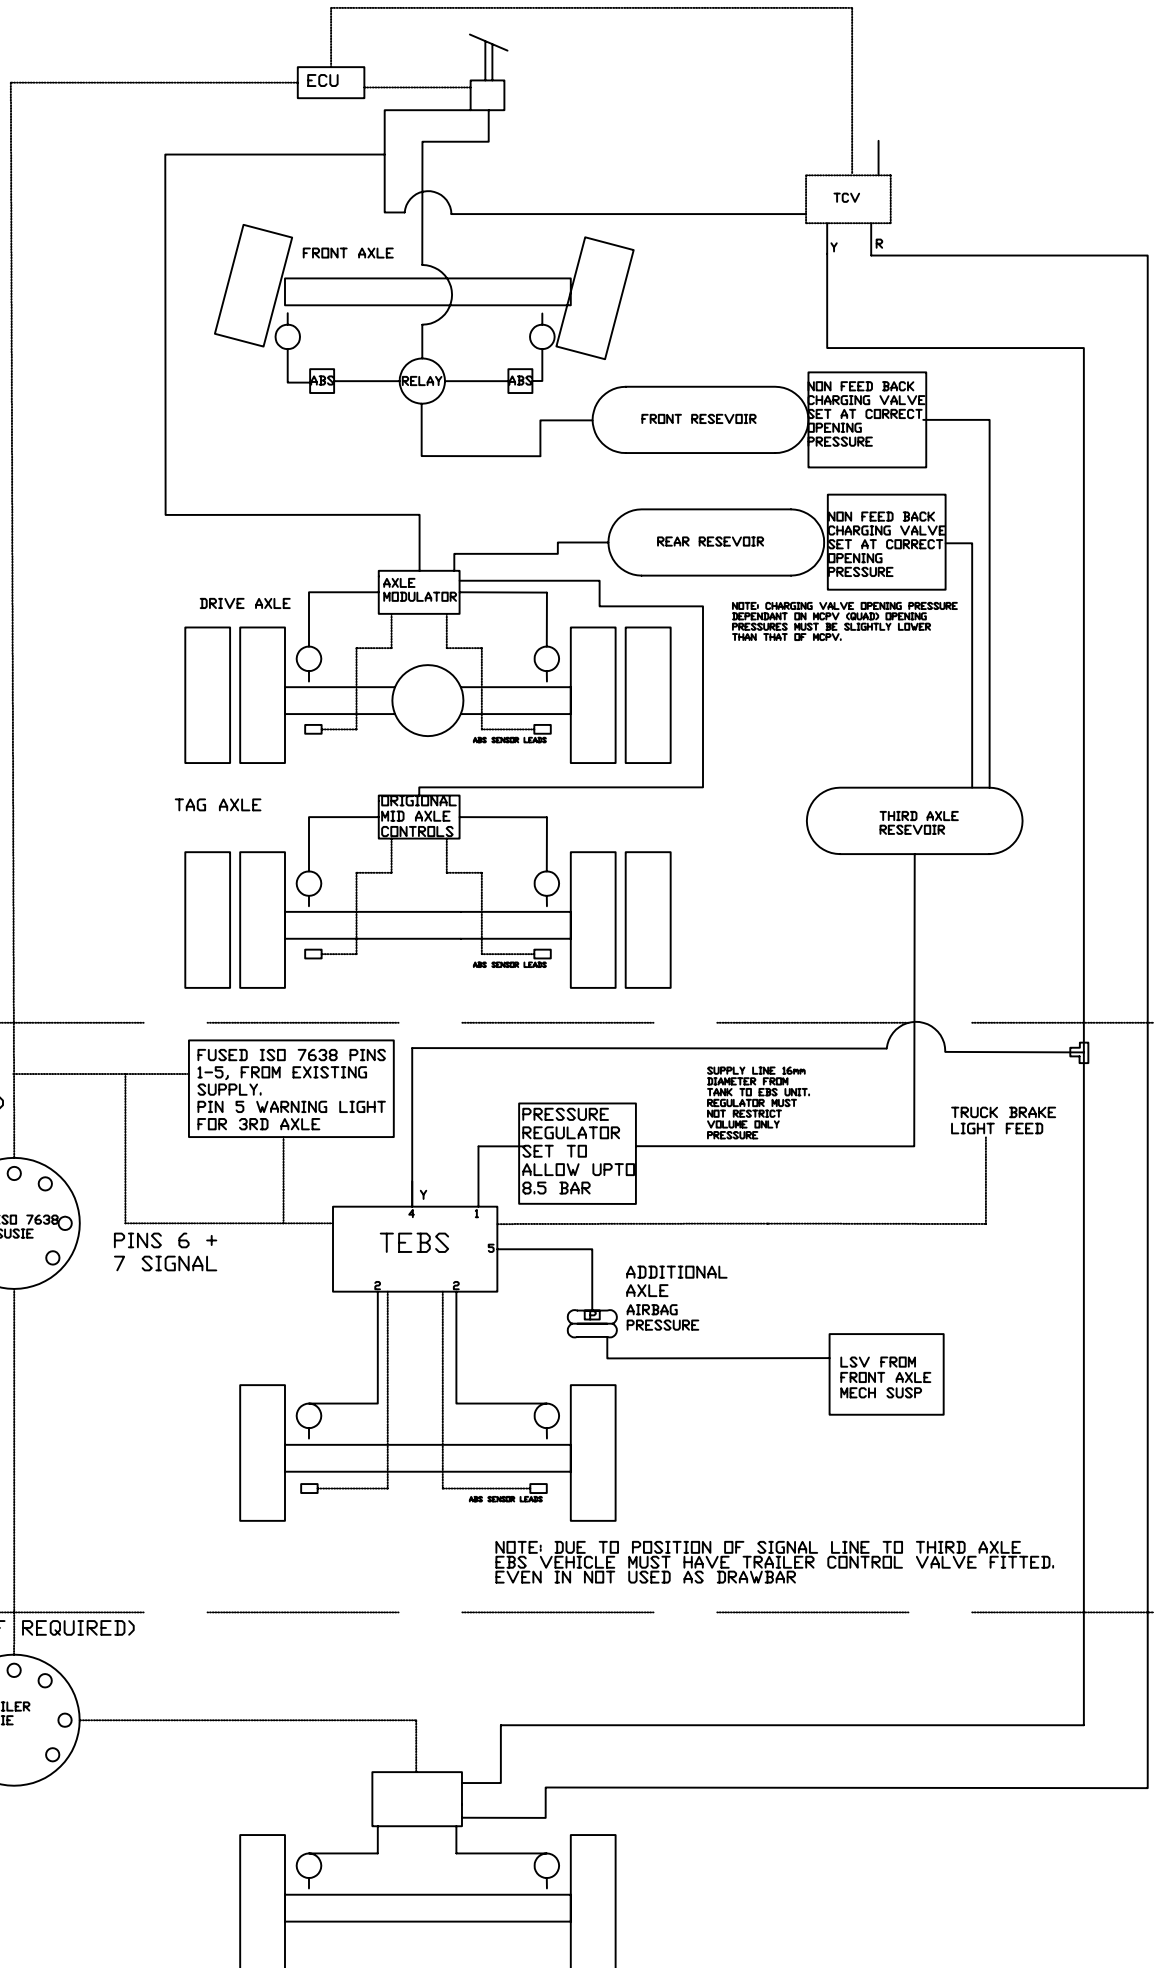 ECU
TCV
Y
R
FRONT AXLE
ABS
RELAY
ABS
FRONT RESEVOIR
NON FEED BACK
CHARGING VALVE
SET AT CORRECT
OPENING
PRESSURE
REAR RESEVOIR
NON FEED BACK
CHARGING VALVE
SET AT CORRECT
OPENING
PRESSURE
AXLE
MODULATOR
DRIVE AXLE
NOTE: CHARGING VALVE OPENING PRESSURE
DEPENDANT ON MCPV (QUAD) OPENING
PRESSURES MUST BE SLIGHTLY LOWER
THAN THAT OF MCPV.
ABS SENSOR LEADS
TAG AXLE
ORIGIONAL
MID AXLE
CONTROLS
THIRD AXLE
RESEVOIR
ABS SENSOR LEADS
FUSED ISO 7638 PINS
1-5, FROM EXISTING
SUPPLY.
PIN 5 WARNING LIGHT
FOR 3RD AXLE
SUPPLY LINE 16mm
DIAMETER FROM
TANK TO EBS UNIT.
REGULATOR MUST
NOT RESTRICT
VOLUME ONLY
PRESSURE
PRESSURE
REGULATOR
SET TO
ALLOW UPTO
8.5 BAR
TRUCK BRAKE
LIGHT FEED
)
ISO 7638
SUSIE
PINS 6 +
7 SIGNAL
Y
4
1
TEBS
5
2
2
ADDITIONAL
AXLE
AIRBAG
PRESSURE
P
LSV FROM
FRONT AXLE
MECH SUSP
ABS SENSOR LEADS
NOTE: DUE TO POSITION OF SIGNAL LINE TO THIRD AXLE
EBS VEHICLE MUST HAVE TRAILER CONTROL VALVE FITTED.
EVEN IN NOT USED AS DRAWBAR
F REQUIRED)
ILER
IE